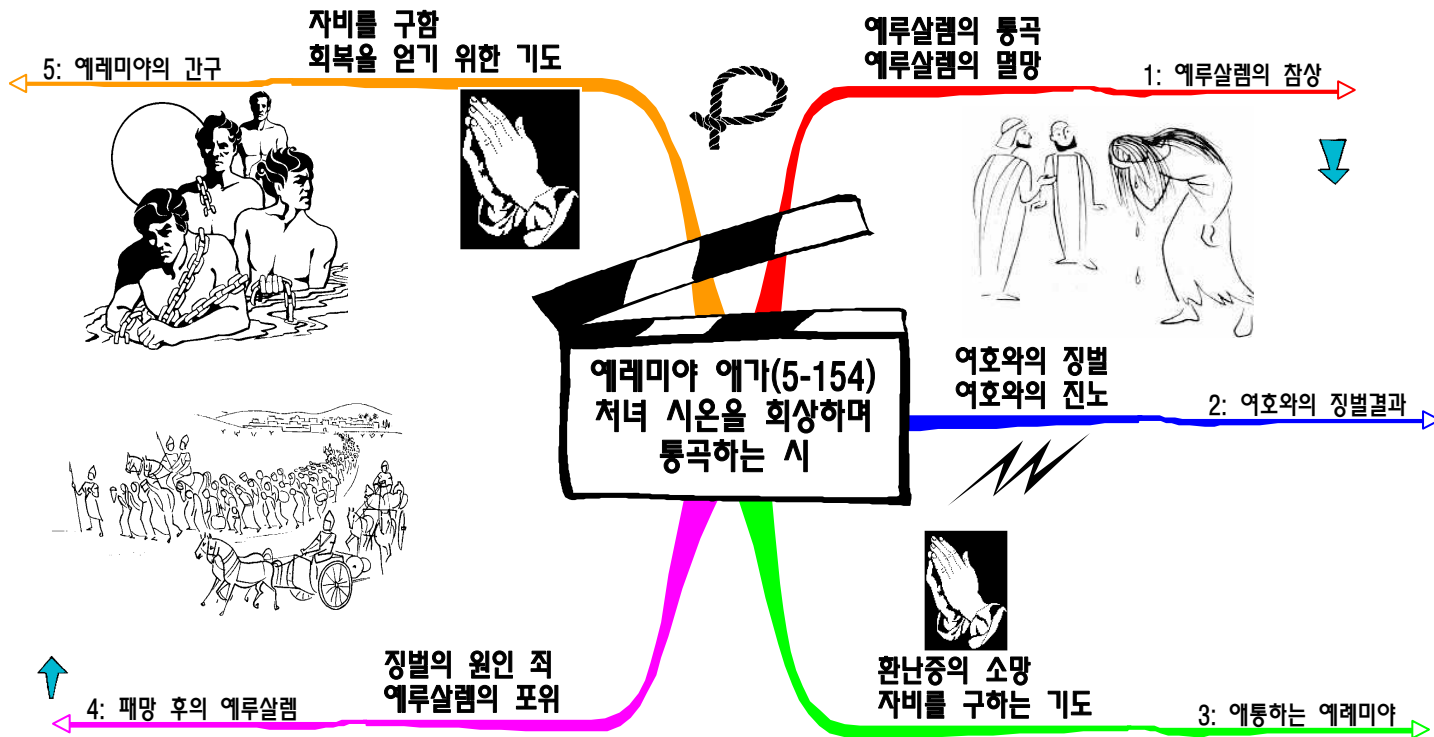 예레미야 애가(5-154)
처녀 시온을 회상하며
통곡하는 시
예루살렘의 통곡
예루살렘의 멸망
1: 예루살렘의 참상
여호와의 징벌
여호와의 진노
2: 여호와의 징벌결과
환난중의 소망
자비를 구하는 기도
3: 애통하는 예레미야
징벌의 원인 죄
예루살렘의 포위
4: 패망 후의 예루살렘
자비를 구함
회복을 얻기 위한 기도
5: 예레미야의 간구